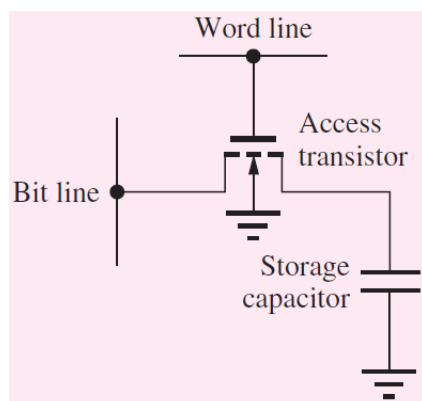 Word line
Access
transistor
Bit line
Storage
capacitor